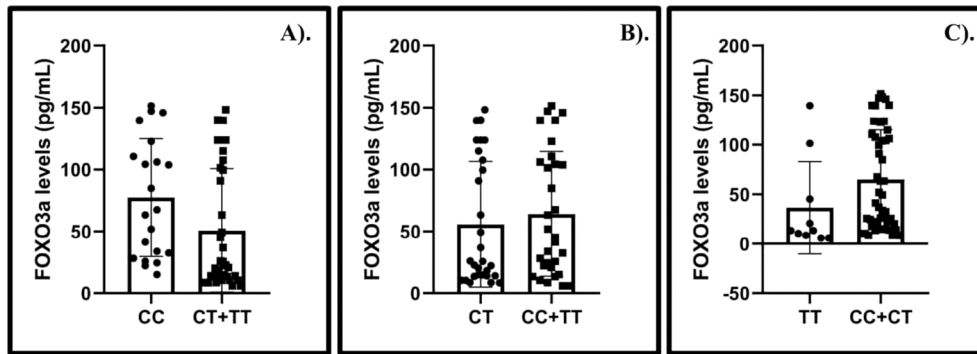 A).
FOXO3a levels (pg/mL)
200
150
100
50
0
CC
CT+TT
B).
FOXO3a levels (pg/mL)
200
150
100
50
0
CT
CC+TT
C).
FOXO3a levels (pg/mL)
200
150
100
50
0
-50
TT
CC+CT